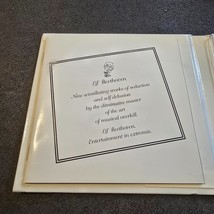 Ol' Beethoven
New scintillating works of seduction
and self delusion
by the diminutive master
of the art
of musical overkill.
Ol' Beethoven.
Entertainment in extremis.